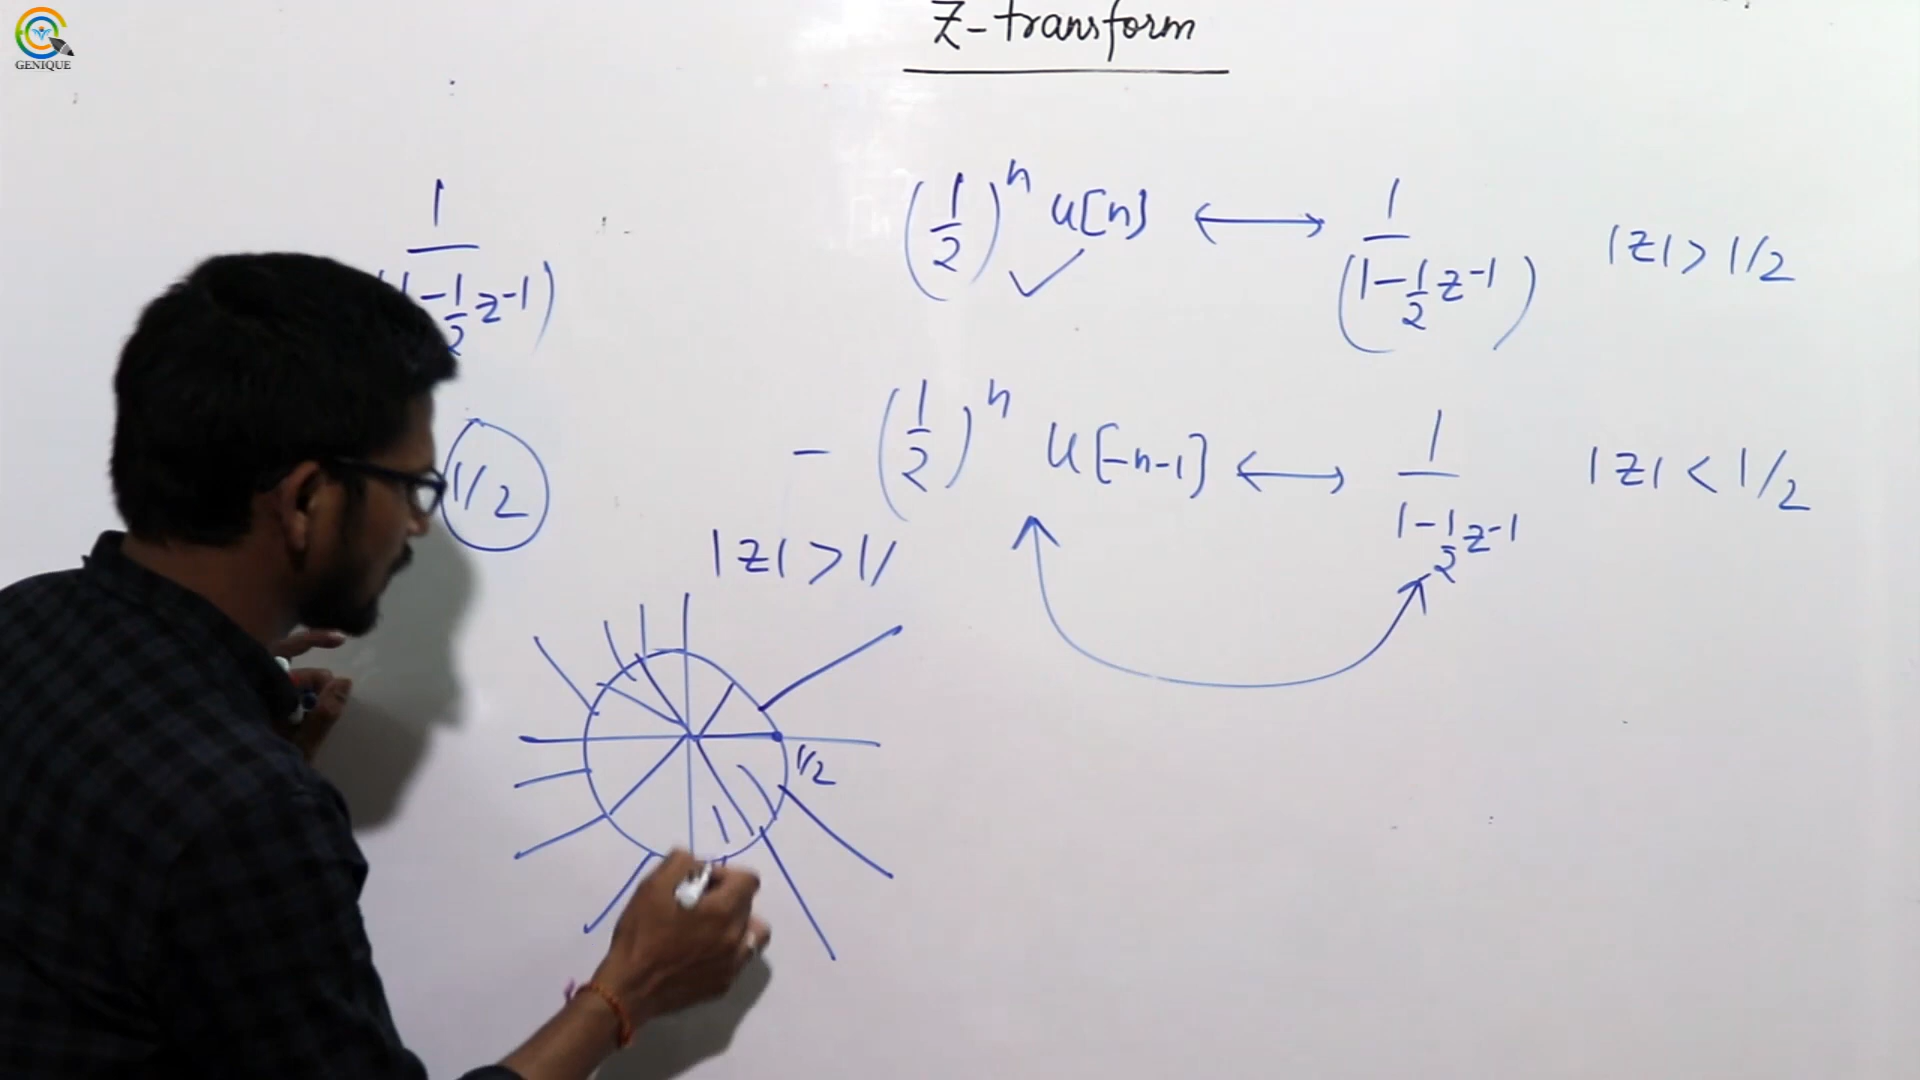 GENIQUE
Z-transform
1/(1-1/2 z^-1)
(1/2)^n u[n] ↔ 1/(1-1/2 z^-1) |z| > 1/2
✓
-(1/2)^n u[-n-1] ↔ 1/(1-1/2 z^-1) |z| < 1/2
1/2
|z| > 1/
1/2